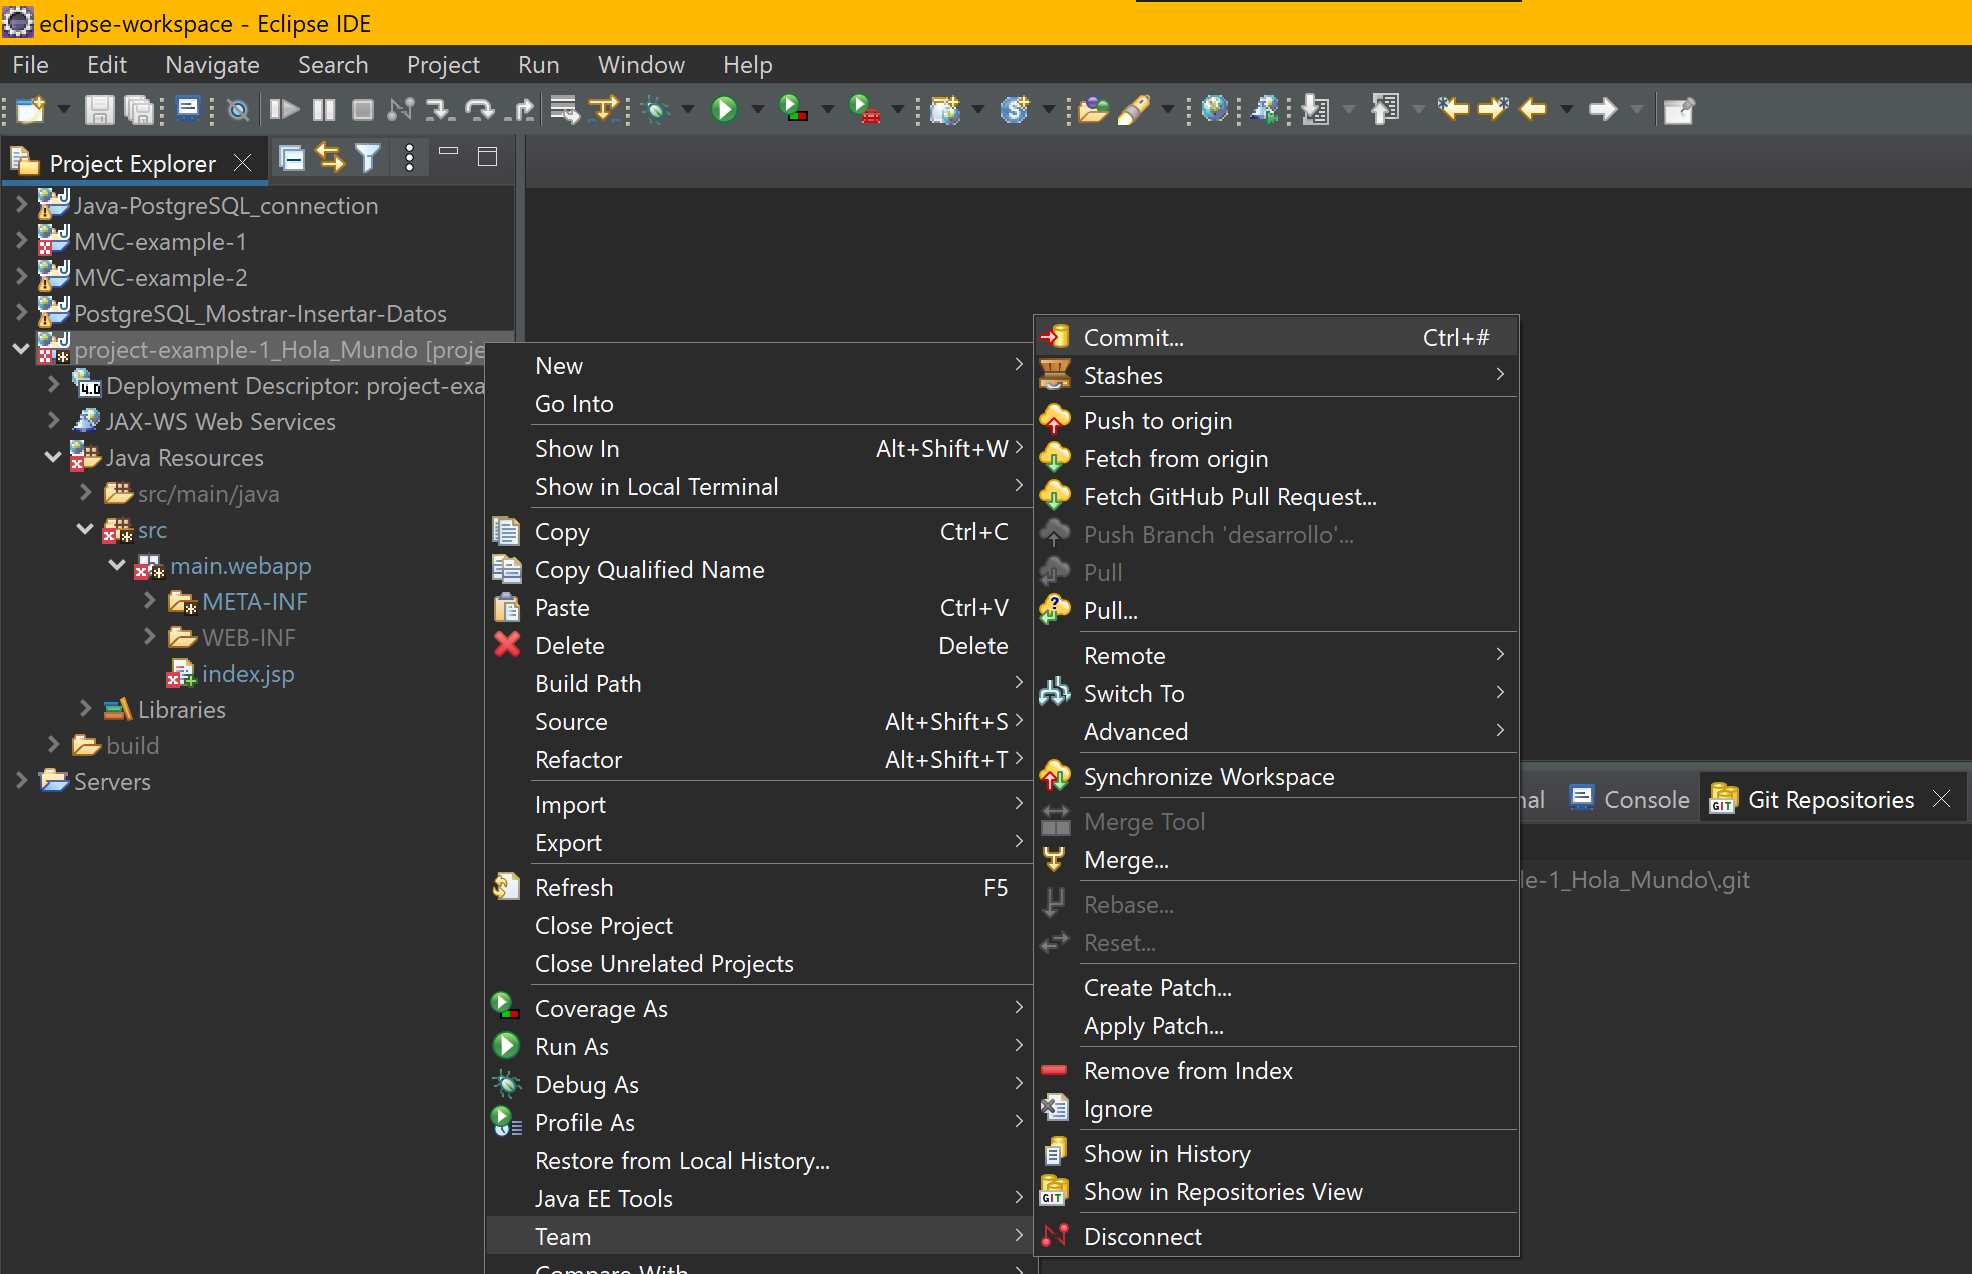 eclipse-workspace - Eclipse IDE
File Edit Navigate Search Project Run Window Help
Project Explorer
Java-PostgreSQL_connection
MVC-example-1
MVC-example-2
PostgreSQL_Mostrar-Insertar-Datos
project-example-1_Hola_Mundo [proje
4.0 Deployment Descriptor: project-exa
JAX-WS Web Services
Java Resources
src/main/java
src
main.webapp
META-INF
WEB-INF
index.jsp
Libraries
build
Servers
New
Go Into
Show In Alt+Shift+W
Show in Local Terminal
Copy Ctrl+C
Copy Qualified Name
Paste Ctrl+V
Delete Delete
Build Path
Source Alt+Shift+S
Refactor Alt+Shift+T
Import
Export
Refresh F5
Close Project
Close Unrelated Projects
Coverage As
Run As
Debug As
Profile As
Restore from Local History...
Java EE Tools
Team
Compare With
Commit... Ctrl+#
Stashes
Push to origin
Fetch from origin
Fetch GitHub Pull Request...
Push Branch 'desarrollo'...
Pull
Pull...
Remote
Switch To
Advanced
Synchronize Workspace
Merge Tool
Merge...
Rebase...
Reset...
Create Patch...
Apply Patch...
Remove from Index
Ignore
Show in History
GIT Show in Repositories View
Disconnect
nal Console GIT Git Repositories
le-1_Hola_Mundo\.git